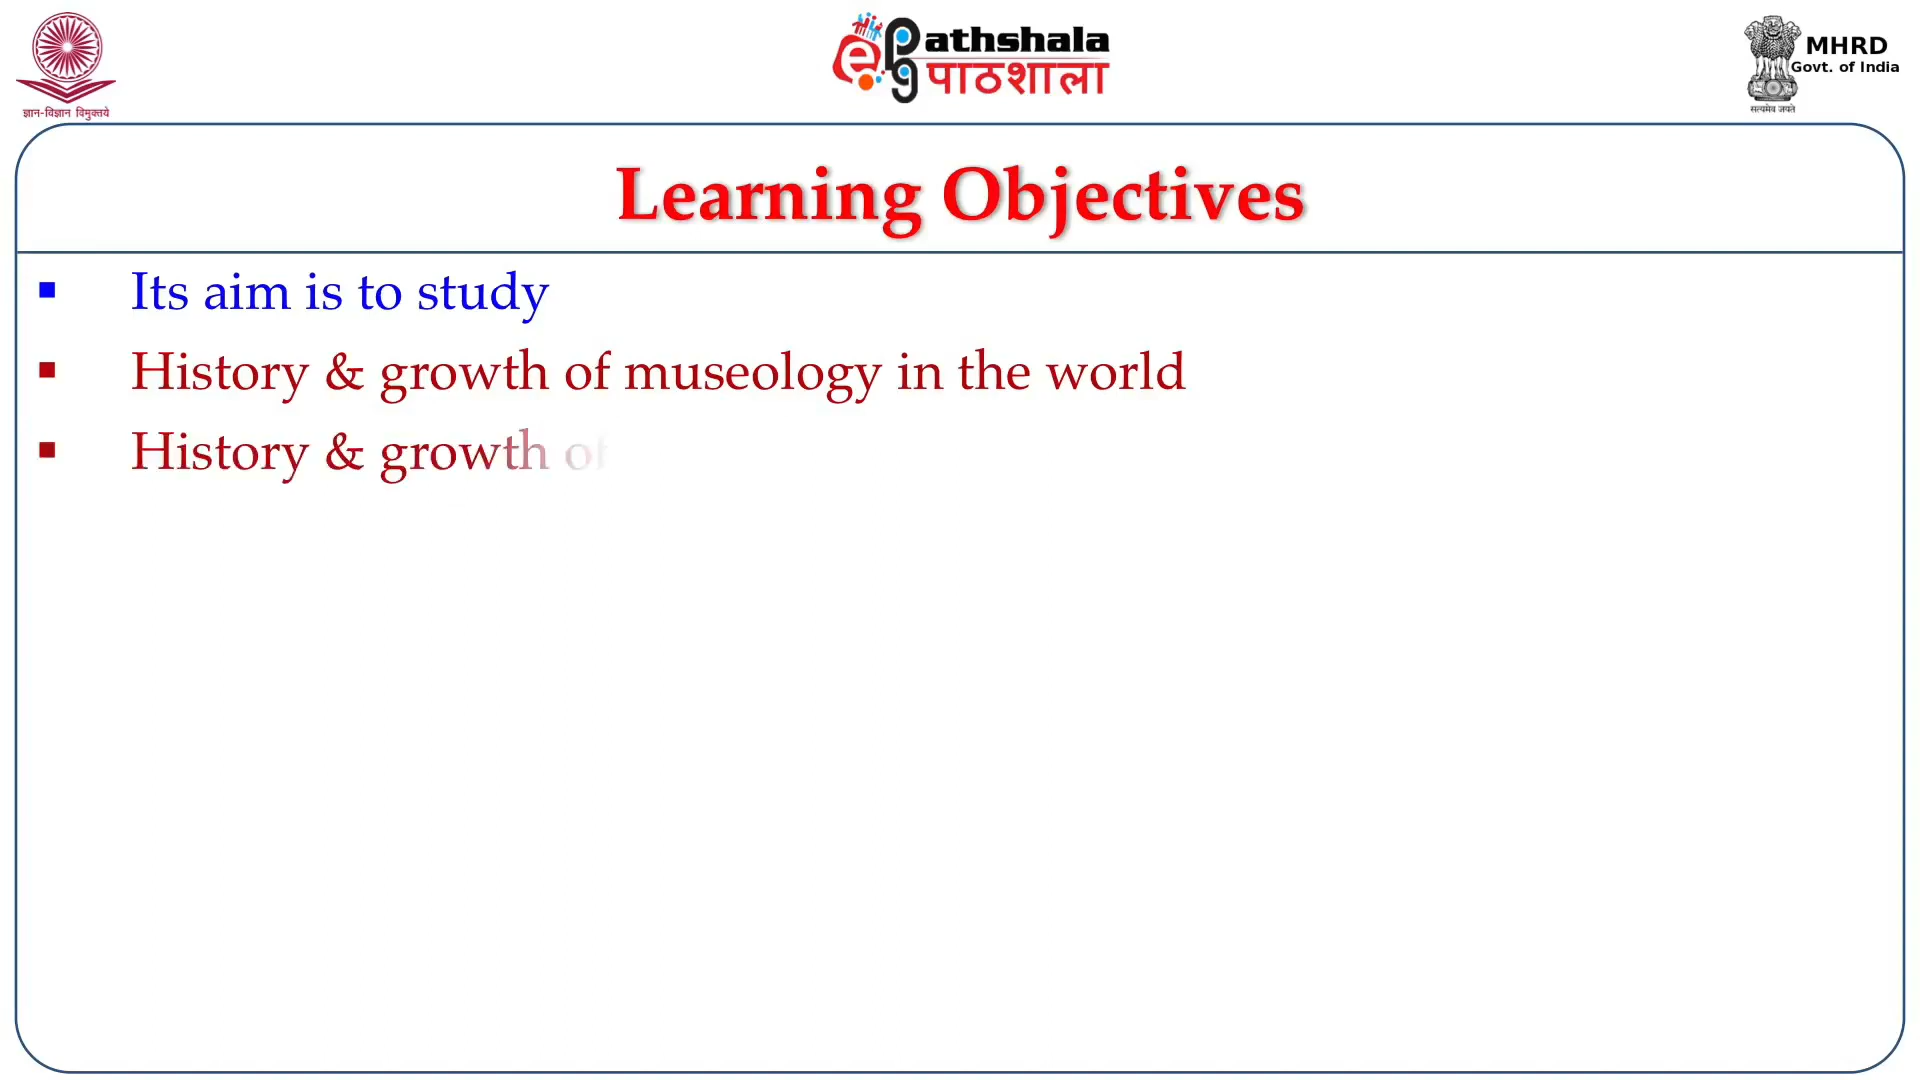 ज्ञान-विज्ञान विमुक्तये
ePathshala
पाठशाला
MHRD
Govt. of India
सत्यमेव जयते
Learning Objectives
▪ Its aim is to study
▪ History & growth of museology in the world
▪ History & growth of